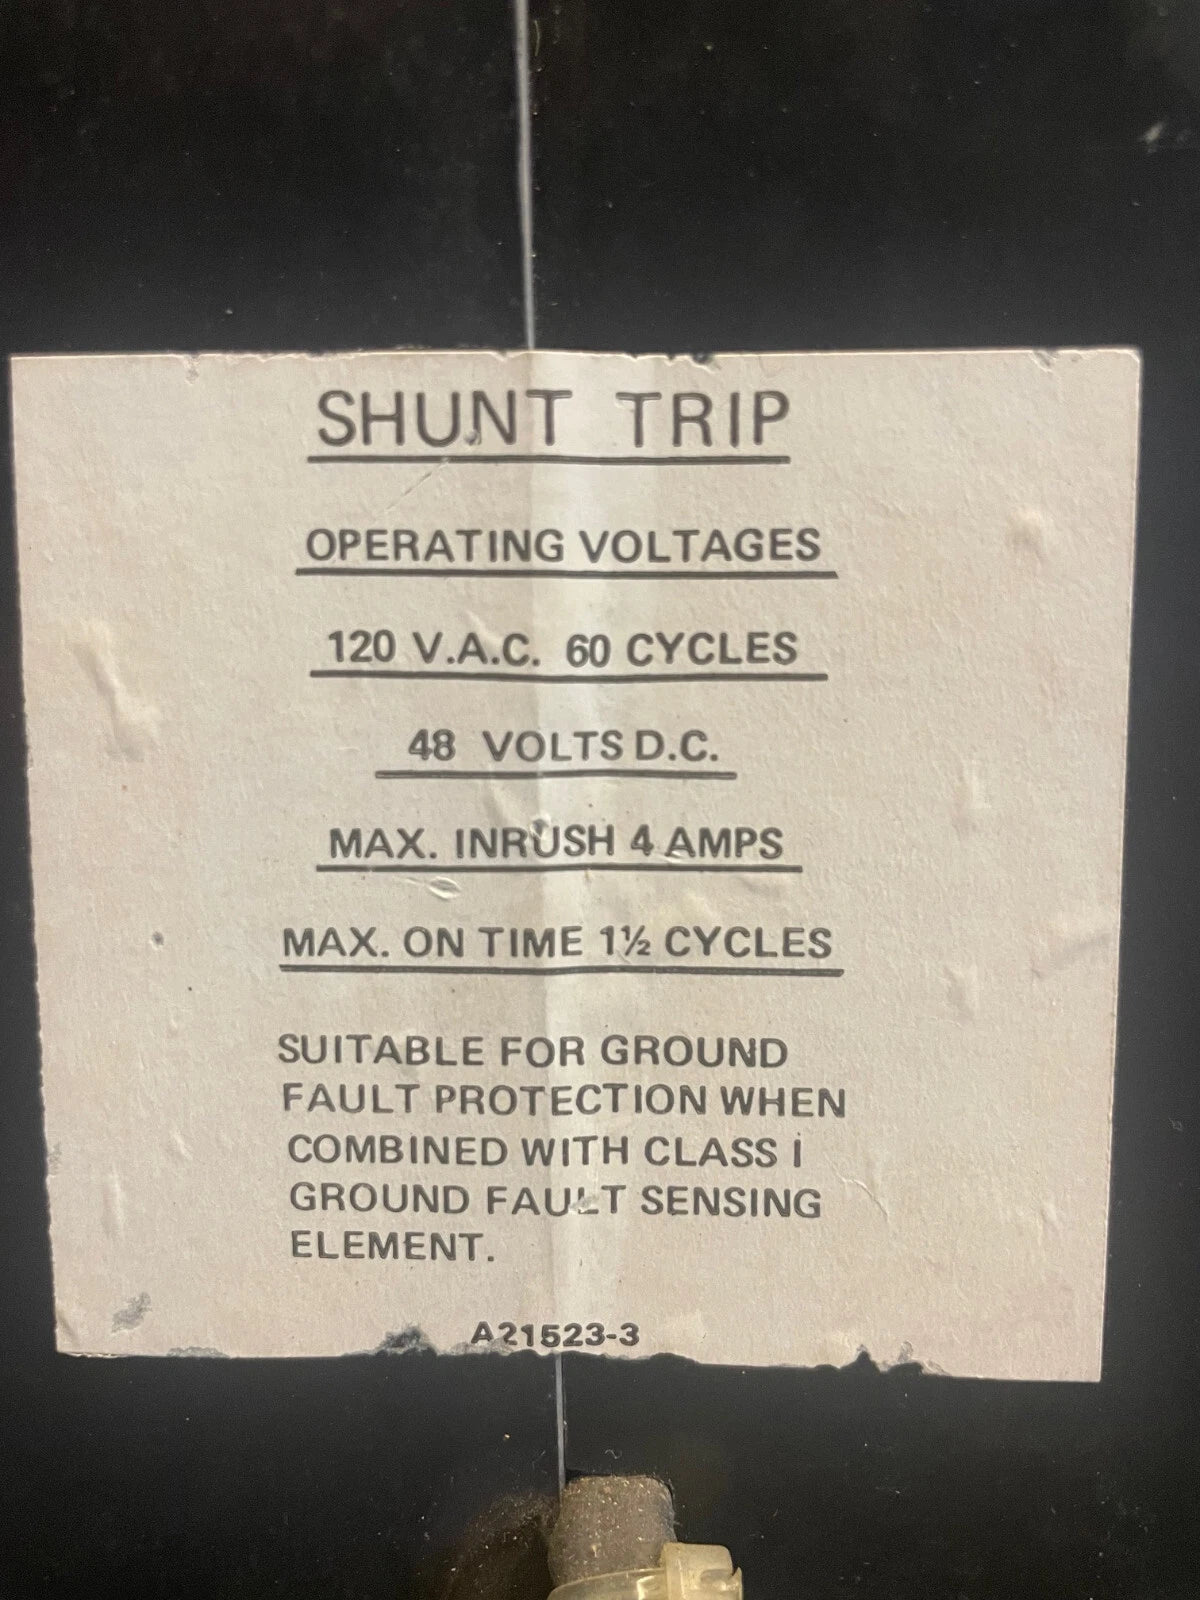 SHUNT TRIP
OPERATING VOLTAGES
120 V.A.C. 60 CYCLES
48 VOLTS D.C.
MAX. INRUSH 4 AMPS
MAX. ON TIME 1½ CYCLES
SUITABLE FOR GROUND
FAULT PROTECTION WHEN
COMBINED WITH CLASS I
GROUND FAULT SENSING
ELEMENT.
A21523-3